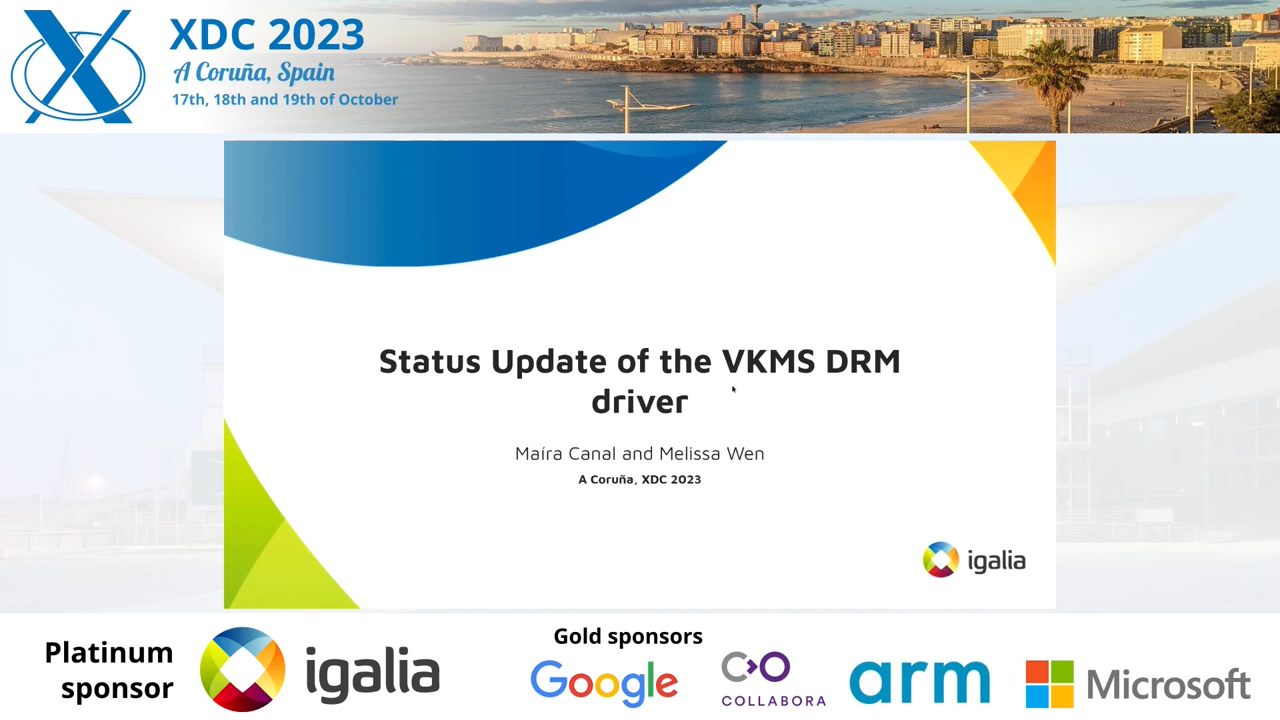 XDC 2023
A Coruña, Spain
17th, 18th and 19th of October
Status Update of the VKMS DRM
driver
Maíra Canal and Melissa Wen
A Coruña, XDC 2023
igalia
Platinum
sponsor
igalia
Gold sponsors
Google
COLLABORA
arm
Microsoft